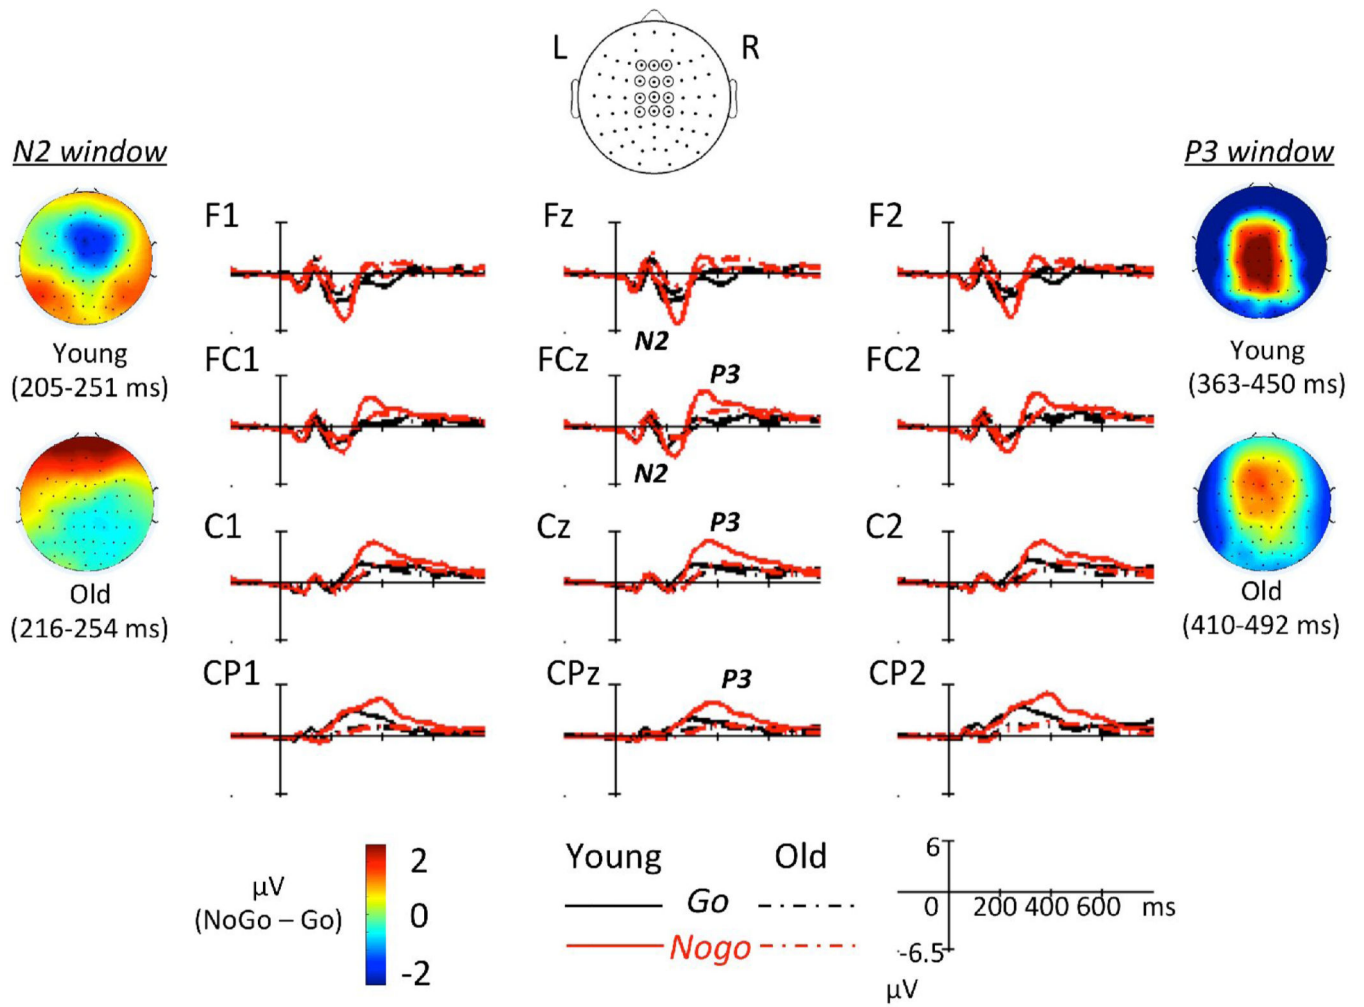 L R
N2 window
P3 window
F1 Fz F2
Young
(205-251 ms)
N2
Young
(363-450 ms)
FC1 FCz FC2
P3
N2
C1 Cz C2
P3
Old
(216-254 ms)
Old
(410-492 ms)
CP1 CPz CP2
P3
µV
(NoGo – Go)
2
0
-2
Young Old
Go
Nogo
6
0 200 400 600 ms
-6.5
µV